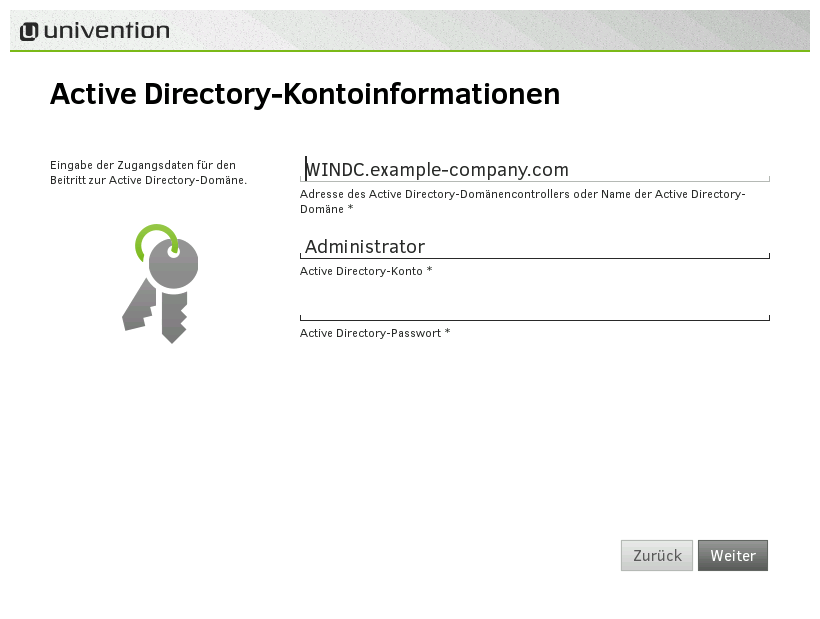 univention
Active Directory-Kontoinformationen
Eingabe der Zugangsdaten für den
Beitritt zur Active Directory-Domäne.
WINDC.example-company.com
Adresse des Active Directory-Domänencontrollers oder Name der Active Directory-
Domäne *
Administrator
Active Directory-Konto *
Active Directory-Passwort *
Zurück
Weiter